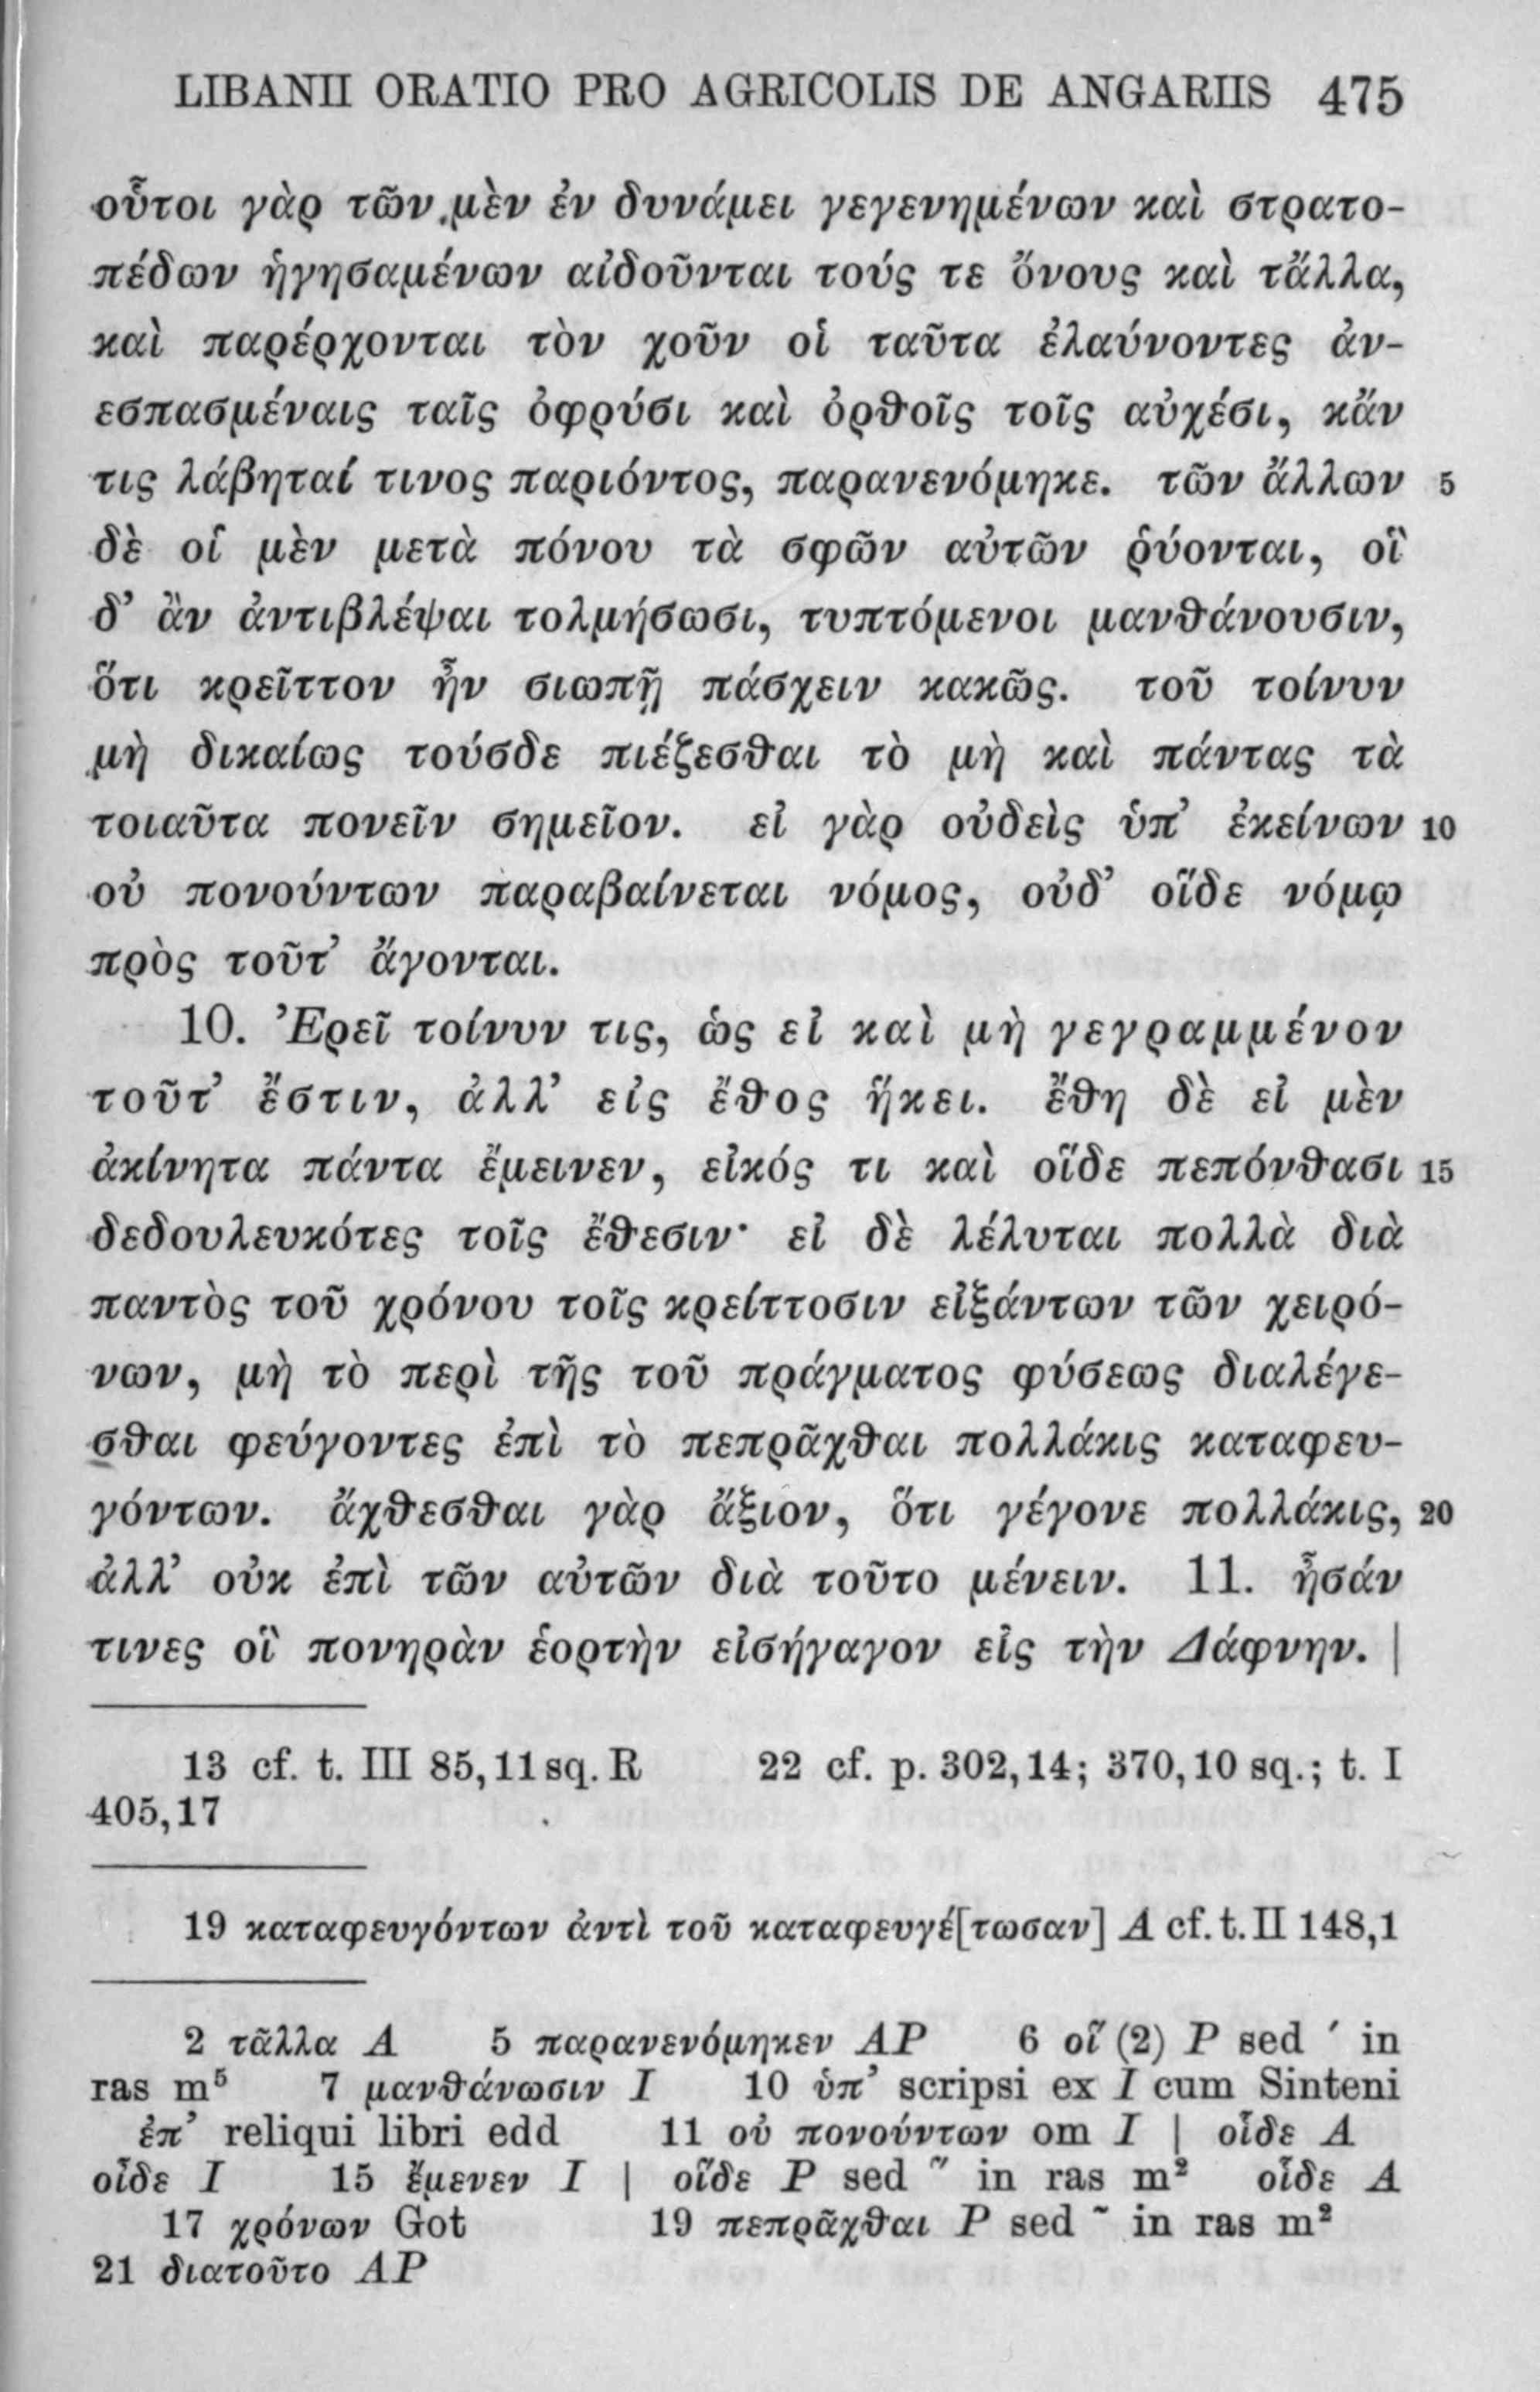 LIBANII ORATIO PRO AGRICOLIS DE ANGARIIS 475
οὗτοι γὰρ τῶν μὲν ἐν δυνάμει γεγενημένων καὶ στρατο-
πέδων ἡγησαμένων αἰδοῦνται τούς τε ὄνους καὶ τἄλλα,
καὶ παρέρχονται τὸν χοῦν οἱ ταῦτα ἐλαύνοντες ἀν-
εσπασμέναις ταῖς ὀφρύσι καὶ ὀρθοῖς τοῖς αὐχέσι, κἄν
τις λάβηταί τινος παριόντος, παρανενόμηκε. τῶν ἄλλων 5
δὲ οἱ μὲν μετὰ πόνου τὰ σφῶν αὐτῶν ῥύονται, οἳ
δ’ ἂν ἀντιβλέψαι τολμήσωσι, τυπτόμενοι μανθάνουσιν,
ὅτι κρεῖττον ἦν σιωπῇ πάσχειν κακῶς. τοῦ τοίνυν
μὴ δικαίως τούσδε πιέζεσθαι τὸ μὴ καὶ πάντας τὰ
τοιαῦτα πονεῖν σημεῖον. εἰ γὰρ οὐδεὶς ὑπ’ ἐκείνων 10
οὐ πονούντων παραβαίνεται νόμος, οὐδ’ οἵδε νόμῳ
πρὸς τοῦτ’ ἄγονται.
10. Ἐρεῖ τοίνυν τις, ὡς εἰ καὶ μὴ γεγραμμένον
τοῦτ’ ἔστιν, ἀλλ’ εἰς ἔθος ἥκει. ἔθη δὲ εἰ μὲν
ἀκίνητα πάντα ἔμεινεν, εἰκός τι καὶ οἵδε πεπόνθασι 15
δεδουλευκότες τοῖς ἔθεσιν· εἰ δὲ λέλυται πολλὰ διὰ
παντὸς τοῦ χρόνου τοῖς κρείττοσιν εἰξάντων τῶν χειρό-
νων, μὴ τὸ περὶ τῆς τοῦ πράγματος φύσεως διαλέγε-
σθαι φεύγοντες ἐπὶ τὸ πεπρᾶχθαι πολλάκις καταφευ-
γόντων. ἄχθεσθαι γὰρ ἄξιον, ὅτι γέγονε πολλάκις, 20
ἀλλ’ οὐκ ἐπὶ τῶν αὐτῶν διὰ τοῦτο μένειν. 11. ἦσάν
τινες οἳ πονηρὰν ἑορτὴν εἰσήγαγον εἰς τὴν Δάφνην. |
13 cf. t. III 85,11 sq. R 22 cf. p. 302,14; 370,10 sq.; t. I
405,17
19 καταφευγόντων ἀντὶ τοῦ καταφευγέ[τωσαν] A cf. t. II 148,1
2 τᾶλλα A 5 παρανενόμηκεν AP 6 οἵ (2) P sed ´ in
ras m⁵ 7 μανθάνωσιν I 10 ὑπ’ scripsi ex I cum Sinteni
ἐπ’ reliqui libri edd 11 οὐ πονούντων om I | οἷδε A
οἶδε I 15 ἔμενεν I | οἵδε P sed ῞ in ras m² οἷδε A
17 χρόνων Got 19 πεπρᾶχθαι P sed ῀ in ras m²
21 διατοῦτο AP